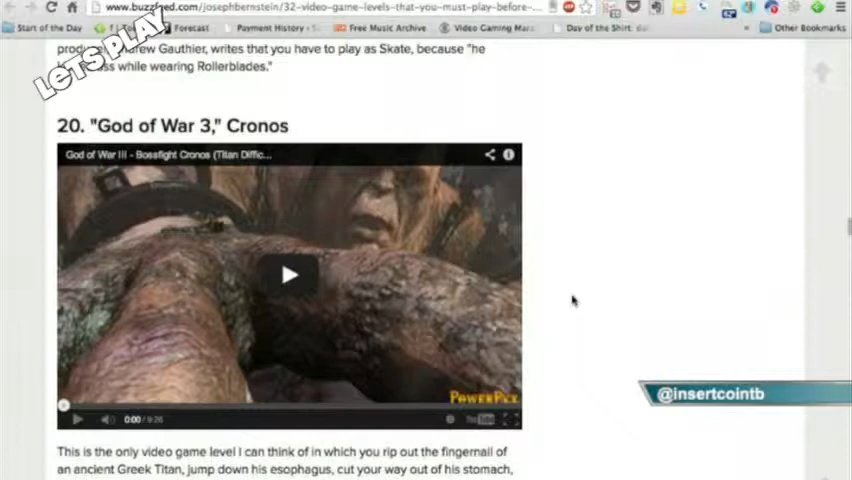 www.buzzfeed.com/josephbernstein/32-video-game-levels-that-you-must-play-before-...
Start of the Day
Forecast
Payment History
Free Music Archive
Video Gaming Mar
Day of the Shirt:
Other Bookmarks
LETS PLAY
Gauthier, writes that you have to play as Skate, because "he
while wearing Rollerblades."
20. "God of War 3," Cronos
God of War III - Bossfight Cronos (Titan Diffic...
POWERPYX
@insertcointb
0:00 / 9:26
YouTube
This is the only video game level I can think of in which you rip out the fingernail of
an ancient Greek Titan, jump down his esophagus, cut your way out of his stomach,